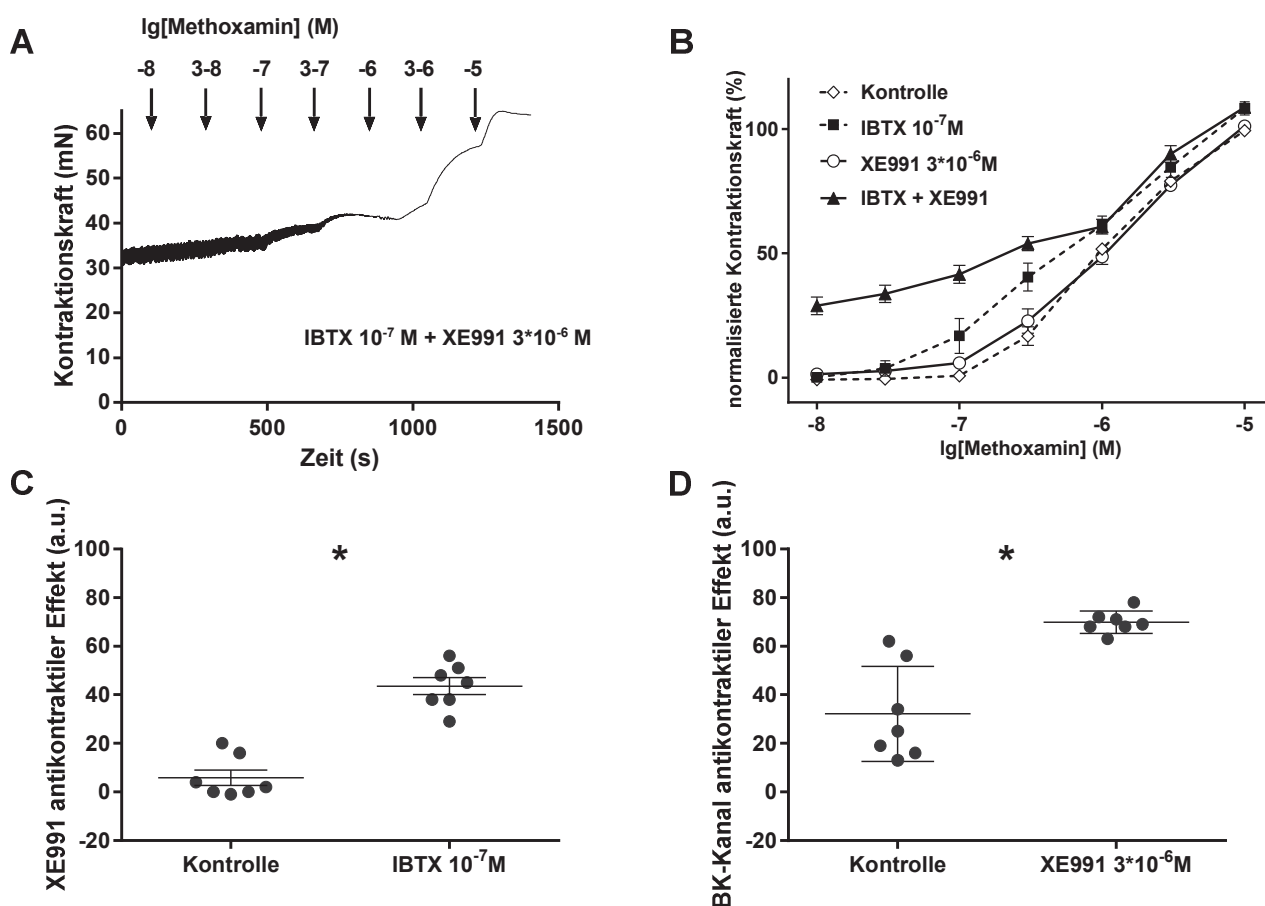 A
lg[Methoxamin] (M)
-8 3-8 -7 3-7 -6 3-6 -5
Kontraktionskraft (mN)
60
50
40
30
20
10
0
IBTX 10⁻⁷ M + XE991 3*10⁻⁶ M
0 500 1000 1500
Zeit (s)
B
normalisierte Kontraktionskraft (%)
Kontrolle
IBTX 10⁻⁷M
XE991 3*10⁻⁶M
IBTX + XE991
100
50
0
-8 -7 -6 -5
lg[Methoxamin] (M)
C
XE991 antikontraktiler Effekt (a.u.)
100
80
60
40
20
0
-20
*
Kontrolle IBTX 10⁻⁷M
D
BK-Kanal antikontraktiler Effekt (a.u.)
100
80
60
40
20
0
-20
*
Kontrolle XE991 3*10⁻⁶M